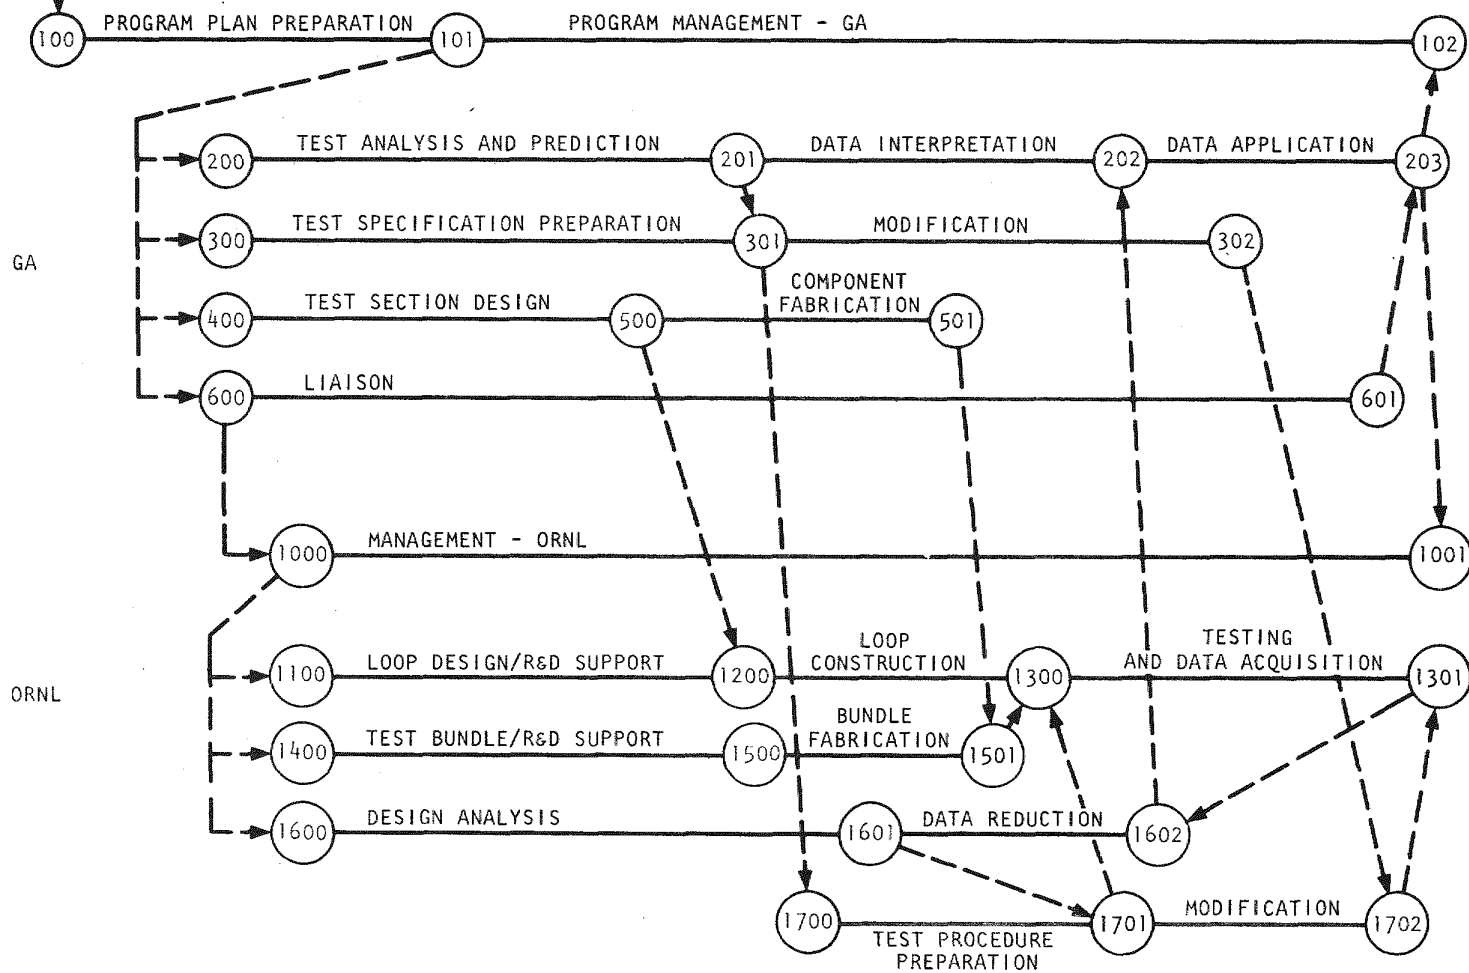 PROGRAM PLAN PREPARATION
PROGRAM MANAGEMENT - GA
100
101
102
TEST ANALYSIS AND PREDICTION
DATA INTERPRETATION
DATA APPLICATION
200
201
202
203
TEST SPECIFICATION PREPARATION
MODIFICATION
300
301
302
GA
TEST SECTION DESIGN
COMPONENT
FABRICATION
400
500
501
LIAISON
600
601
MANAGEMENT - ORNL
1000
1001
LOOP DESIGN/R&D SUPPORT
LOOP
CONSTRUCTION
TESTING
AND DATA ACQUISITION
1100
1200
1300
1301
ORNL
TEST BUNDLE/R&D SUPPORT
BUNDLE
FABRICATION
1400
1500
1501
DESIGN ANALYSIS
DATA REDUCTION
1600
1601
1602
MODIFICATION
1700
1701
1702
TEST PROCEDURE
PREPARATION